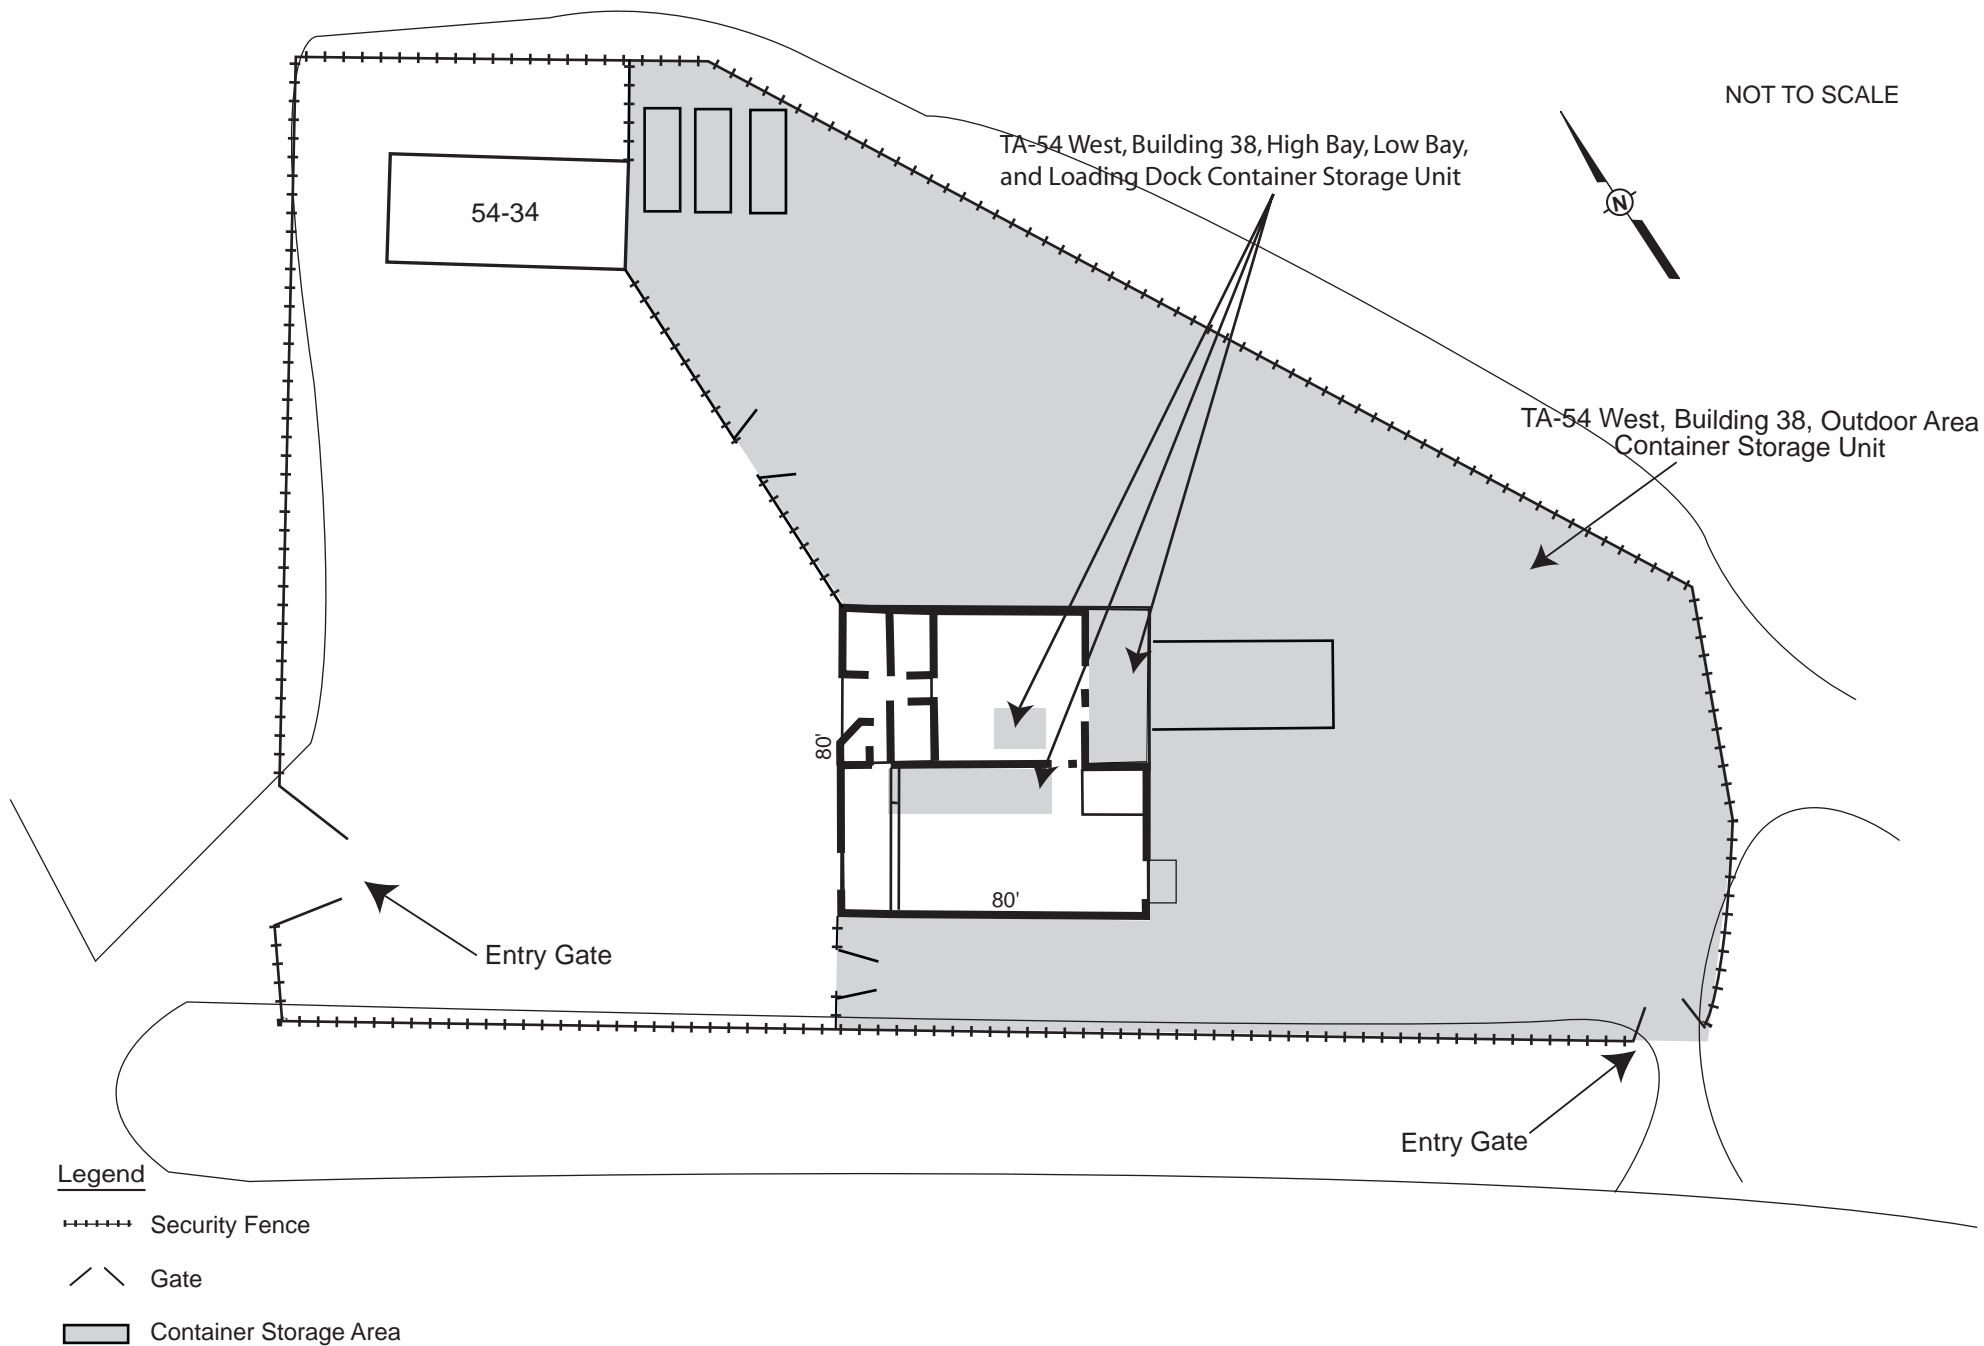 NOT TO SCALE
TA-54 West, Building 38, High Bay, Low Bay,
and Loading Dock Container Storage Unit
N
54-34
TA-54 West, Building 38, Outdoor Area
Container Storage Unit
80'
80'
Entry Gate
Entry Gate
Legend
Security Fence
Gate
Container Storage Area